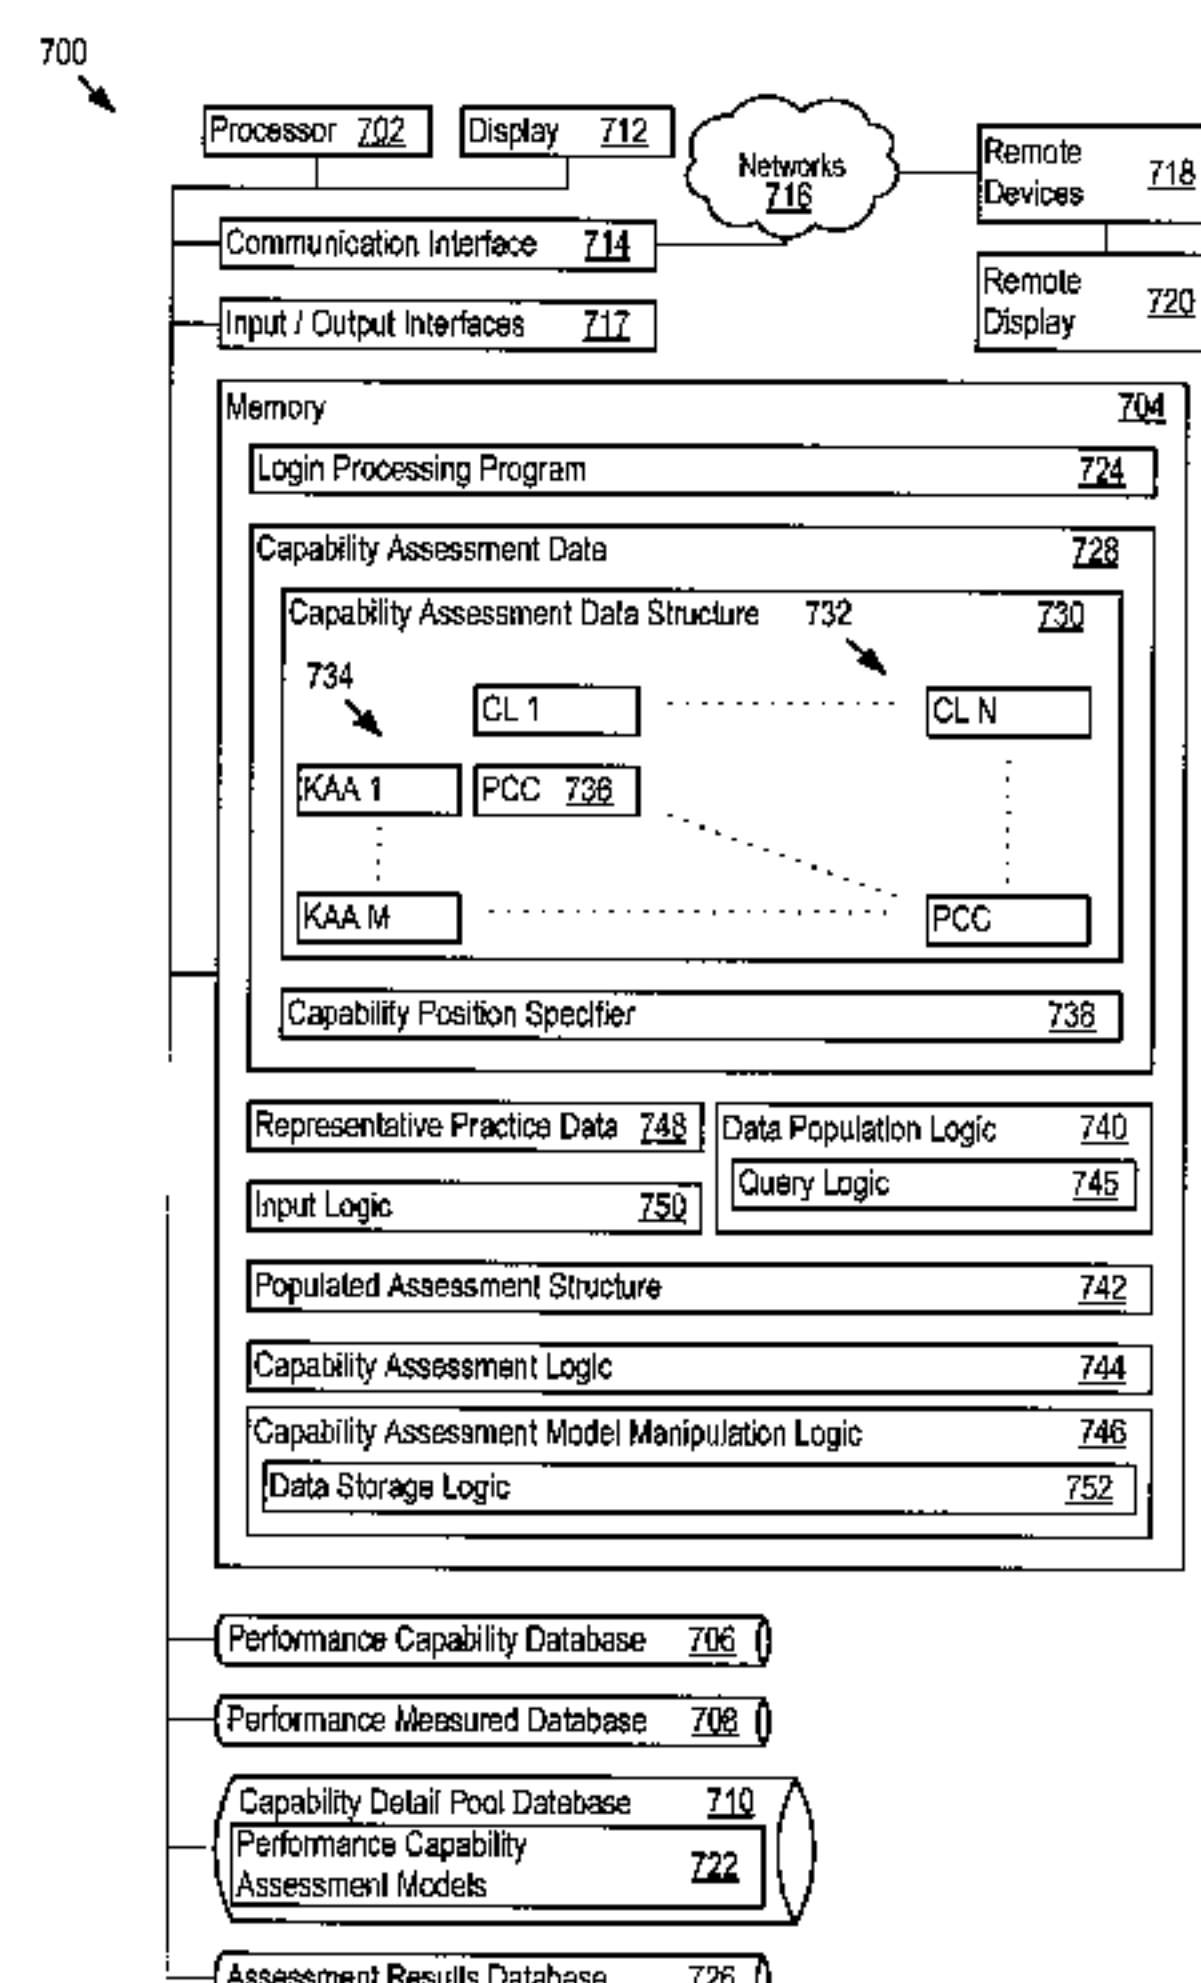 700
Processor 702
Display 712
Networks
716
Remote
Devices 718
Communication Interface 714
Remote
Display 720
Input / Output Interfaces 717
Memory 704
Login Processing Program 724
Capability Assessment Data 728
Capability Assessment Data Structure 732 730
734
CL 1 CL N
KAA 1 PCC 736
KAA M PCC
Capability Position Specifier 738
Representative Practice Data 748
Data Population Logic 740
Query Logic 745
Input Logic 750
Populated Assessment Structure 742
Capability Assessment Logic 744
Capability Assessment Model Manipulation Logic 746
Data Storage Logic 752
Performance Capability Database 706
Performance Measured Database 708
Capability Detail Pool Database 710
Performance Capability
Assessment Models 722
Assessment Results Database 726